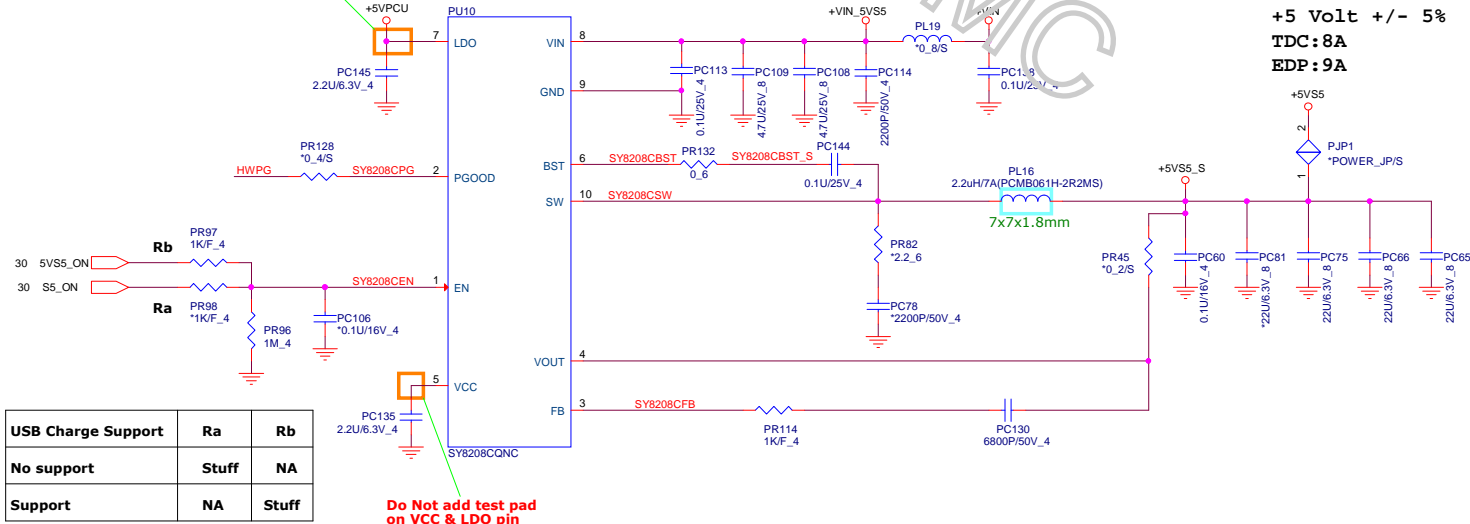 +5VPCU
PU10
+VIN_5VS5
+VIN
+5 Volt +/- 5%
TDC:8A
EDP:9A
7
LDO
VIN
8
PL19
*0_8/S
PC145
2.2U/6.3V_4
PC113
0.1U/25V_4
PC109
4.7U/25V_8
PC108
4.7U/25V_8
PC114
2200P/50V_4
0.1U/25V_4
GND
9
MC
+5VS5
2
PJP1
*POWER_JP/S
1
HWPG
PR128
*0_4/S
SY8208CPG
2
PGOOD
BST
6
SY8208CBST
PR132
0_6
SY8208CBST_S
PC144
0.1U/25V_4
SW
10
SY8208CSW
PL16
2.2uH/7A(PCMB061H-2R2MS)
7x7x1.8mm
+5VS5_S
PR82
*2.2_6
PC78
*2200P/50V_4
PR45
*0_2/S
PC60
0.1U/16V_4
PC81
*22U/6.3V_8
PC75
22U/6.3V_8
PC66
22U/6.3V_8
PC65
22U/6.3V_8
30 5VS5_ON
Rb
PR97
1K/F_4
30 S5_ON
Ra
PR98
*1K/F_4
SY8208CEN
1
EN
PR96
1M_4
PC106
*0.1U/16V_4
VOUT
4
5
VCC
PC135
2.2U/6.3V_4
FB
3
SY8208CFB
PR114
1K/F_4
PC130
6800P/50V_4
SY8208CQNC
USB Charge Support Ra Rb
No support Stuff NA
Support NA Stuff
Do Not add test pad
on VCC & LDO pin